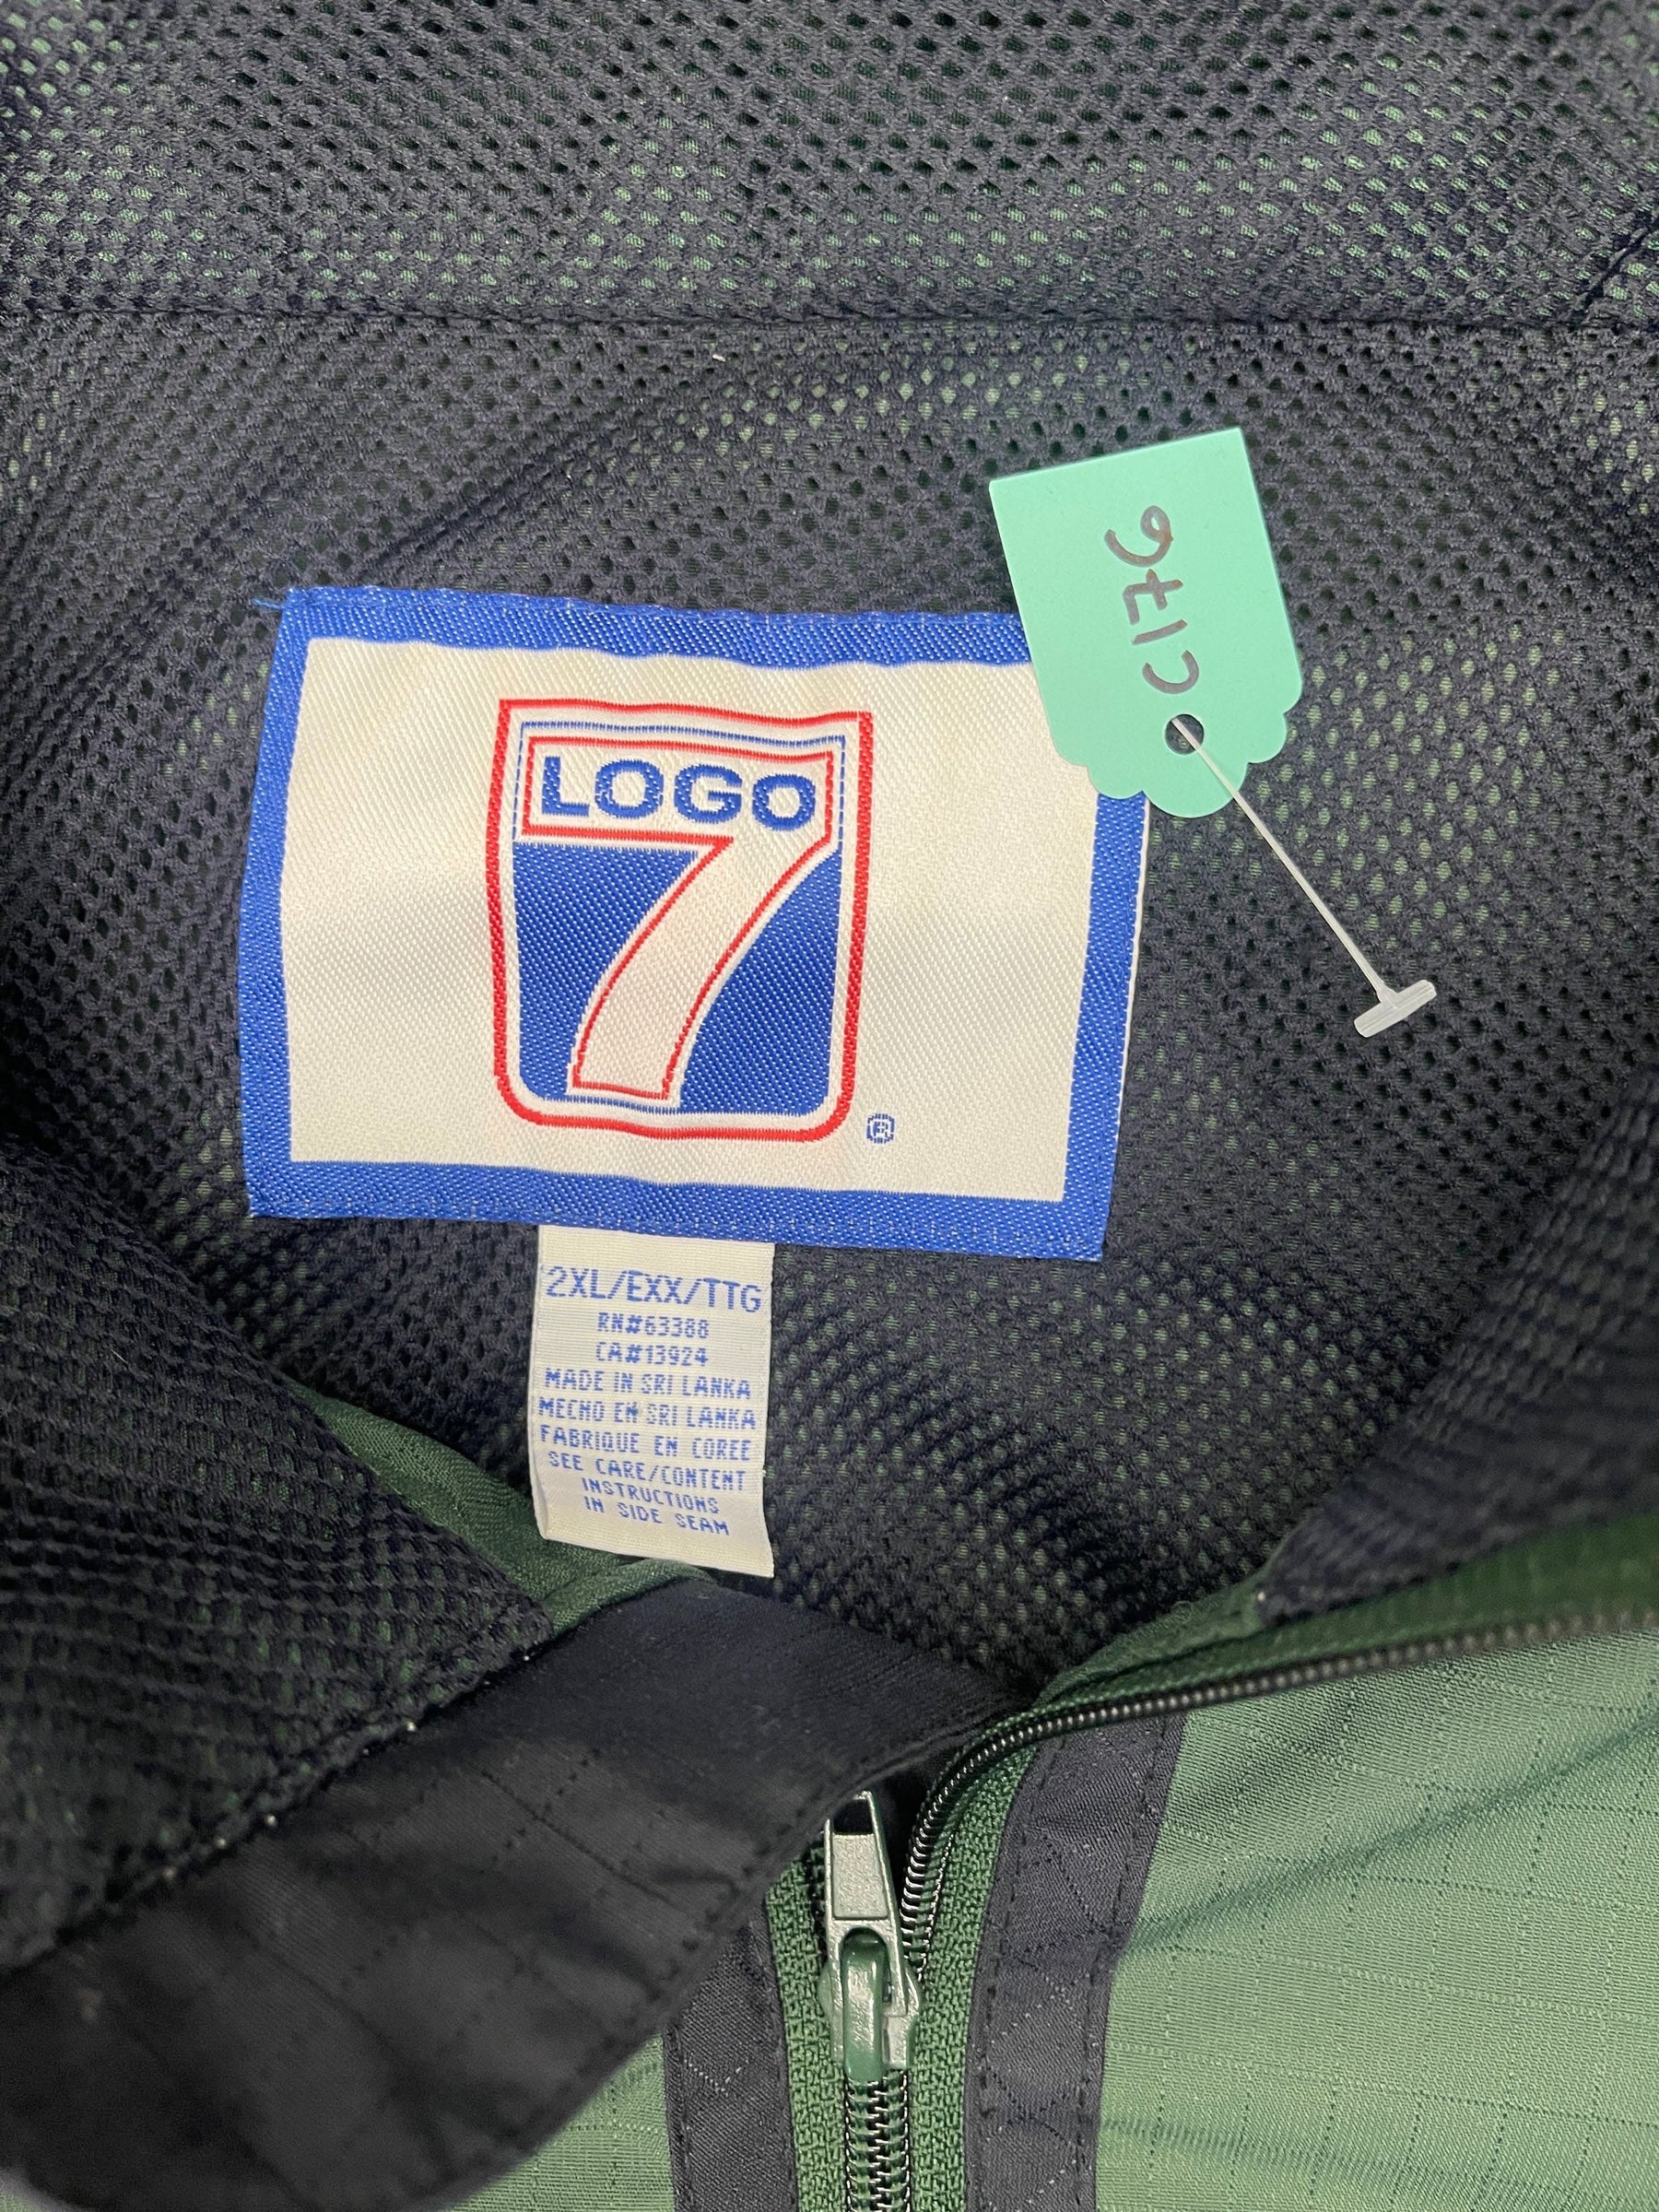 C176
LOGO
7
®
2XL/EXX/TTG
RN#63388
CA#13924
MADE IN SRI LANKA
MECHO EN SRI LANKA
FABRIQUE EN COREE
SEE CARE/CONTENT
INSTRUCTIONS
IN SIDE SEAM